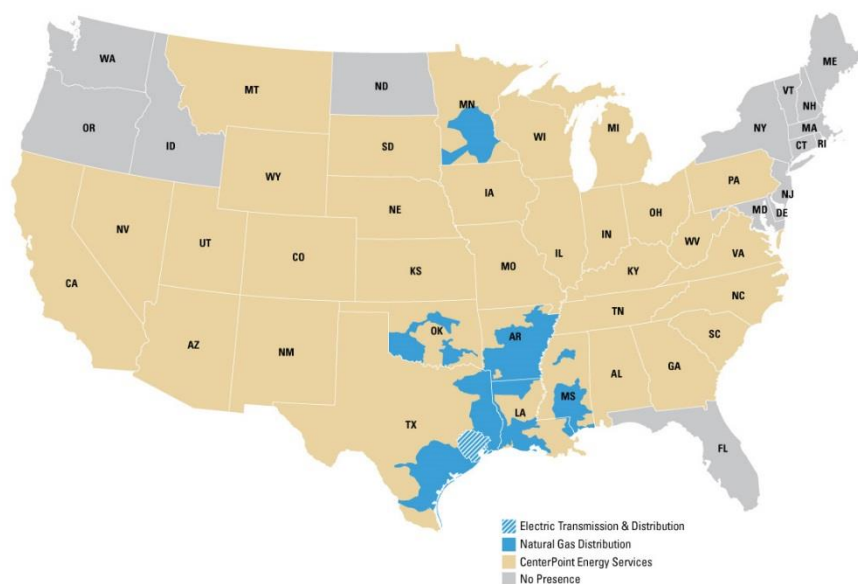 WA
MT
ND
MN
ME
VT
NH
OR
ID
SD
WI
MI
NY
MA
CT
RI
WY
IA
PA
NJ
NE
OH
MD
DE
NV
UT
IL
IN
WV
CO
VA
CA
KS
MO
KY
NC
TN
OK
AR
AZ
NM
SC
AL
GA
MS
TX
LA
FL
Electric Transmission & Distribution
Natural Gas Distribution
CenterPoint Energy Services
No Presence